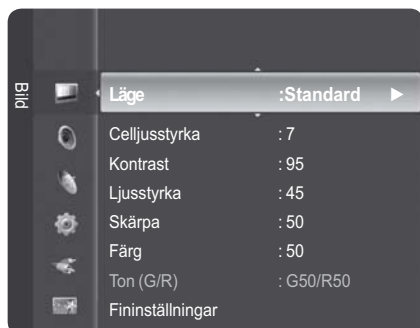 Bild
Läge :Standard
Celljusstyrka : 7
Kontrast : 95
Ljusstyrka : 45
Skärpa : 50
Färg : 50
Ton (G/R) : G50/R50
Fininställningar